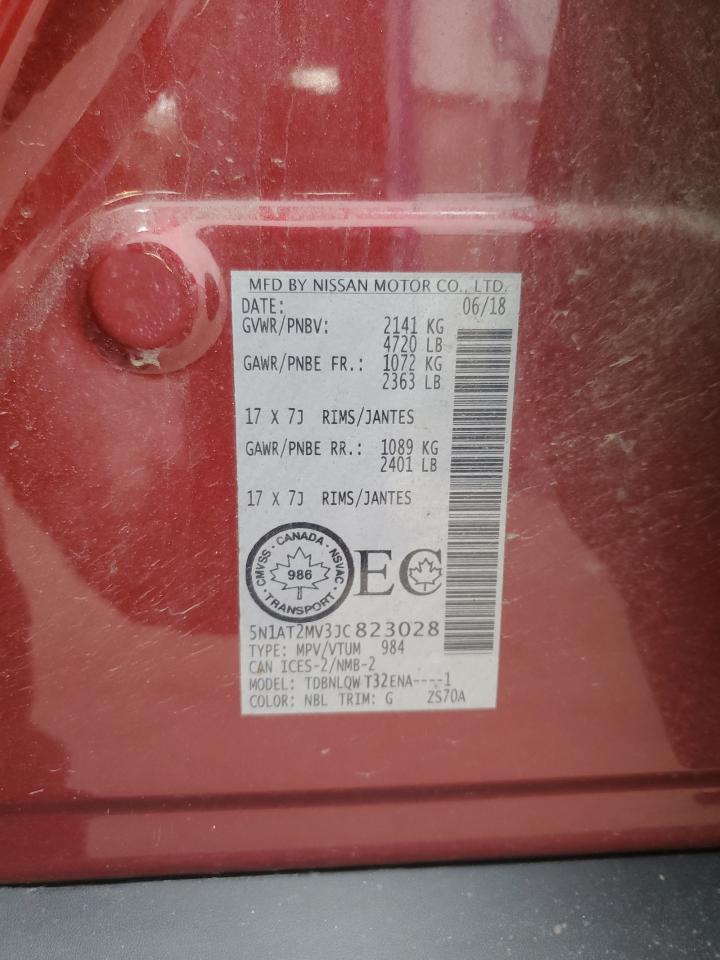 MFD BY NISSAN MOTOR CO., LTD.
DATE: 06/18
GVWR/PNBV: 2141 KG
4720 LB
GAWR/PNBE FR.: 1072 KG
2363 LB
17 X 7J RIMS/JANTES
GAWR/PNBE RR.: 1089 KG
2401 LB
17 X 7J RIMS/JANTES
CMVSS · CANADA · NSVAC · TRANSPORT ·
986
EC
5N1AT2MV3JC823028
TYPE: MPV/VTUM 984
CAN ICES-2/NMB-2
MODEL: TDBNLQW T32ENA----1
COLOR: NBL TRIM: G ZS70A